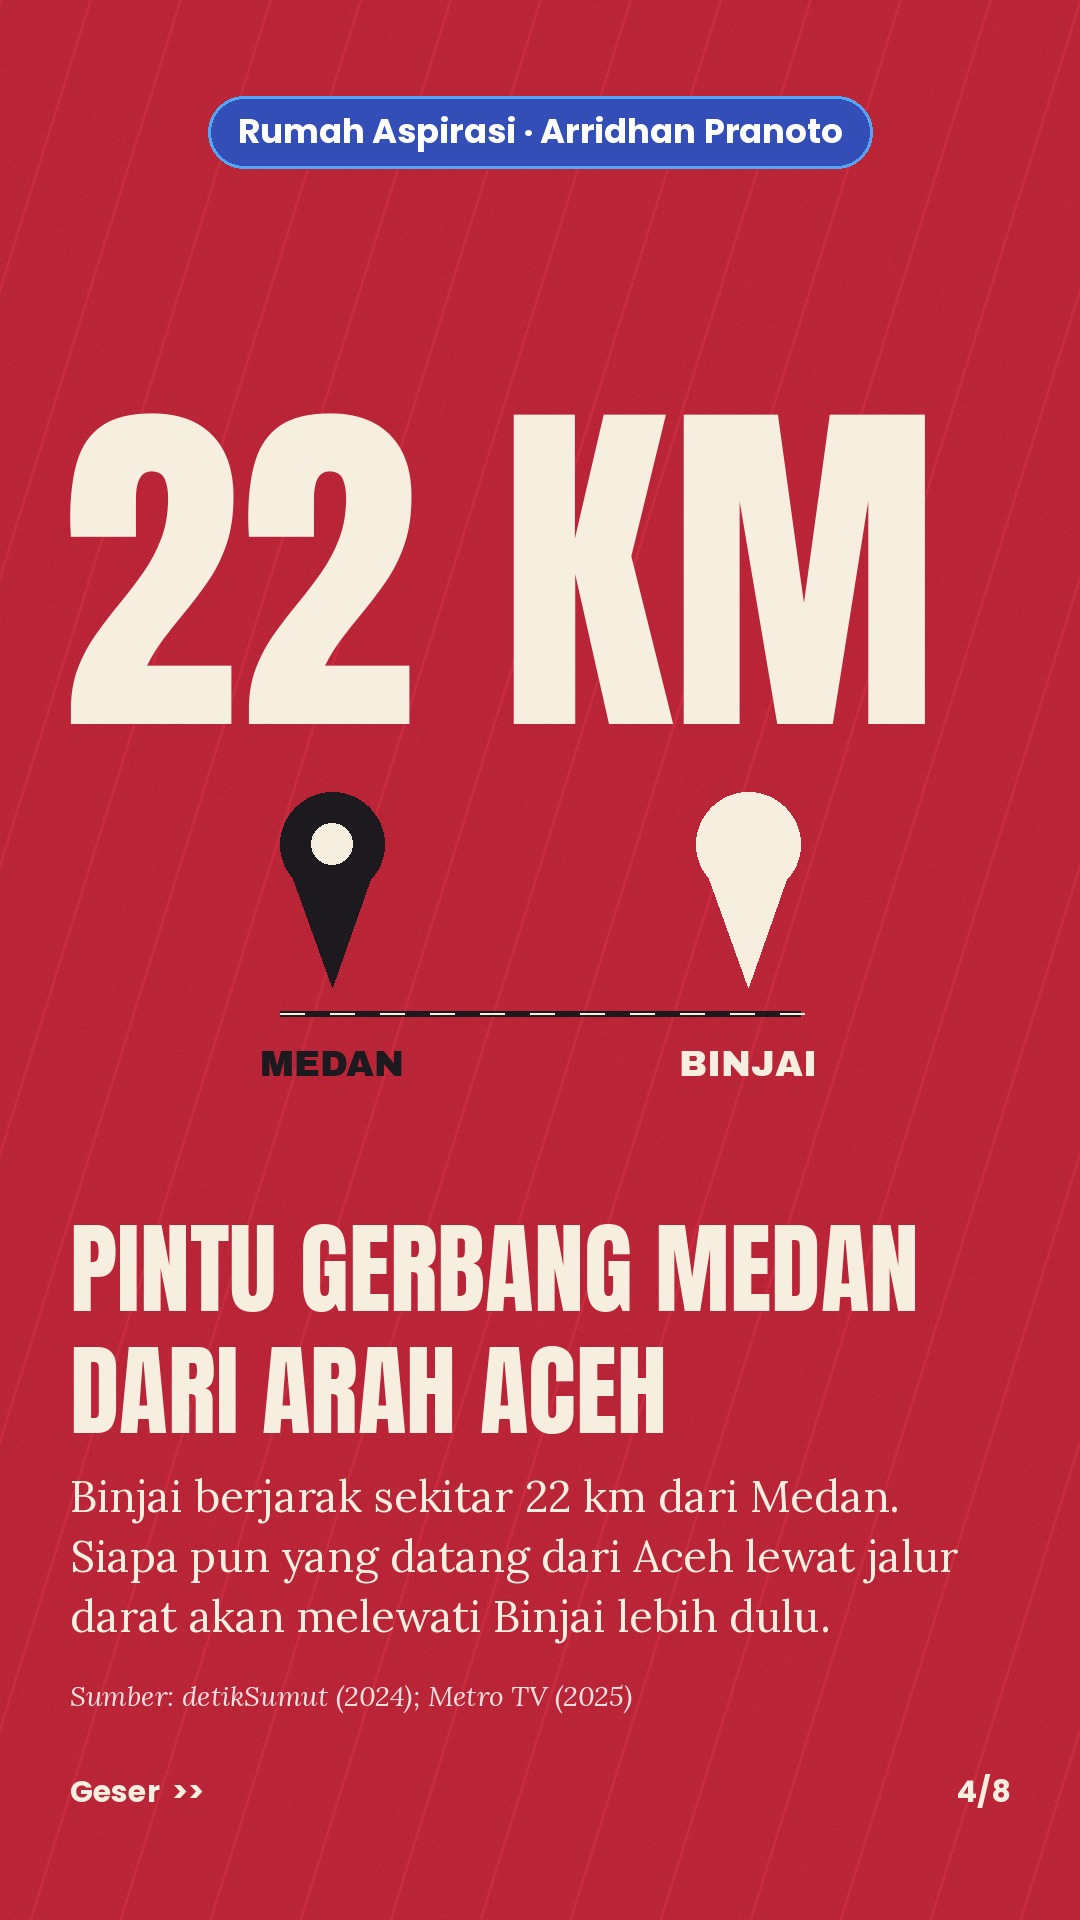 Rumah Aspirasi · Arridhan Pranoto
22 KM
MEDAN
BINJAI
PINTU GERBANG MEDAN
DARI ARAH ACEH
Binjai berjarak sekitar 22 km dari Medan.
Siapa pun yang datang dari Aceh lewat jalur
darat akan melewati Binjai lebih dulu.
Sumber: detikSumut (2024); Metro TV (2025)
Geser >>
4/8